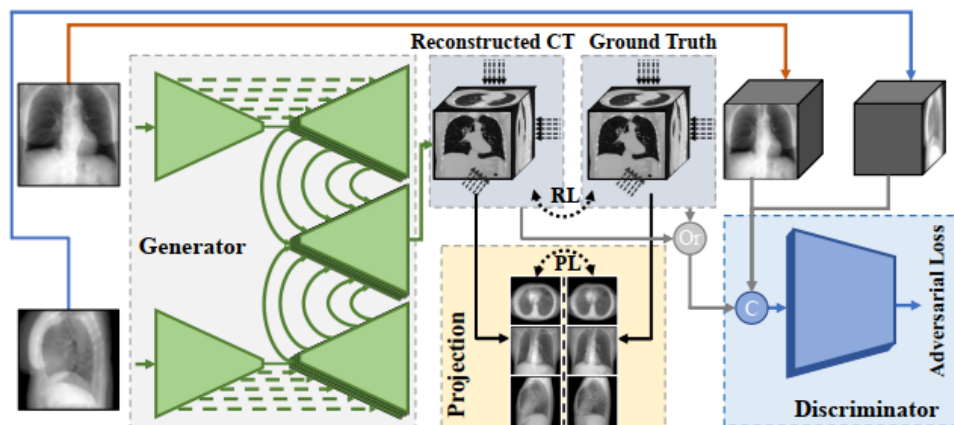 Reconstructed CT
Ground Truth
RL
Generator
Or
PL
Projection
C
Adversarial Loss
Discriminator